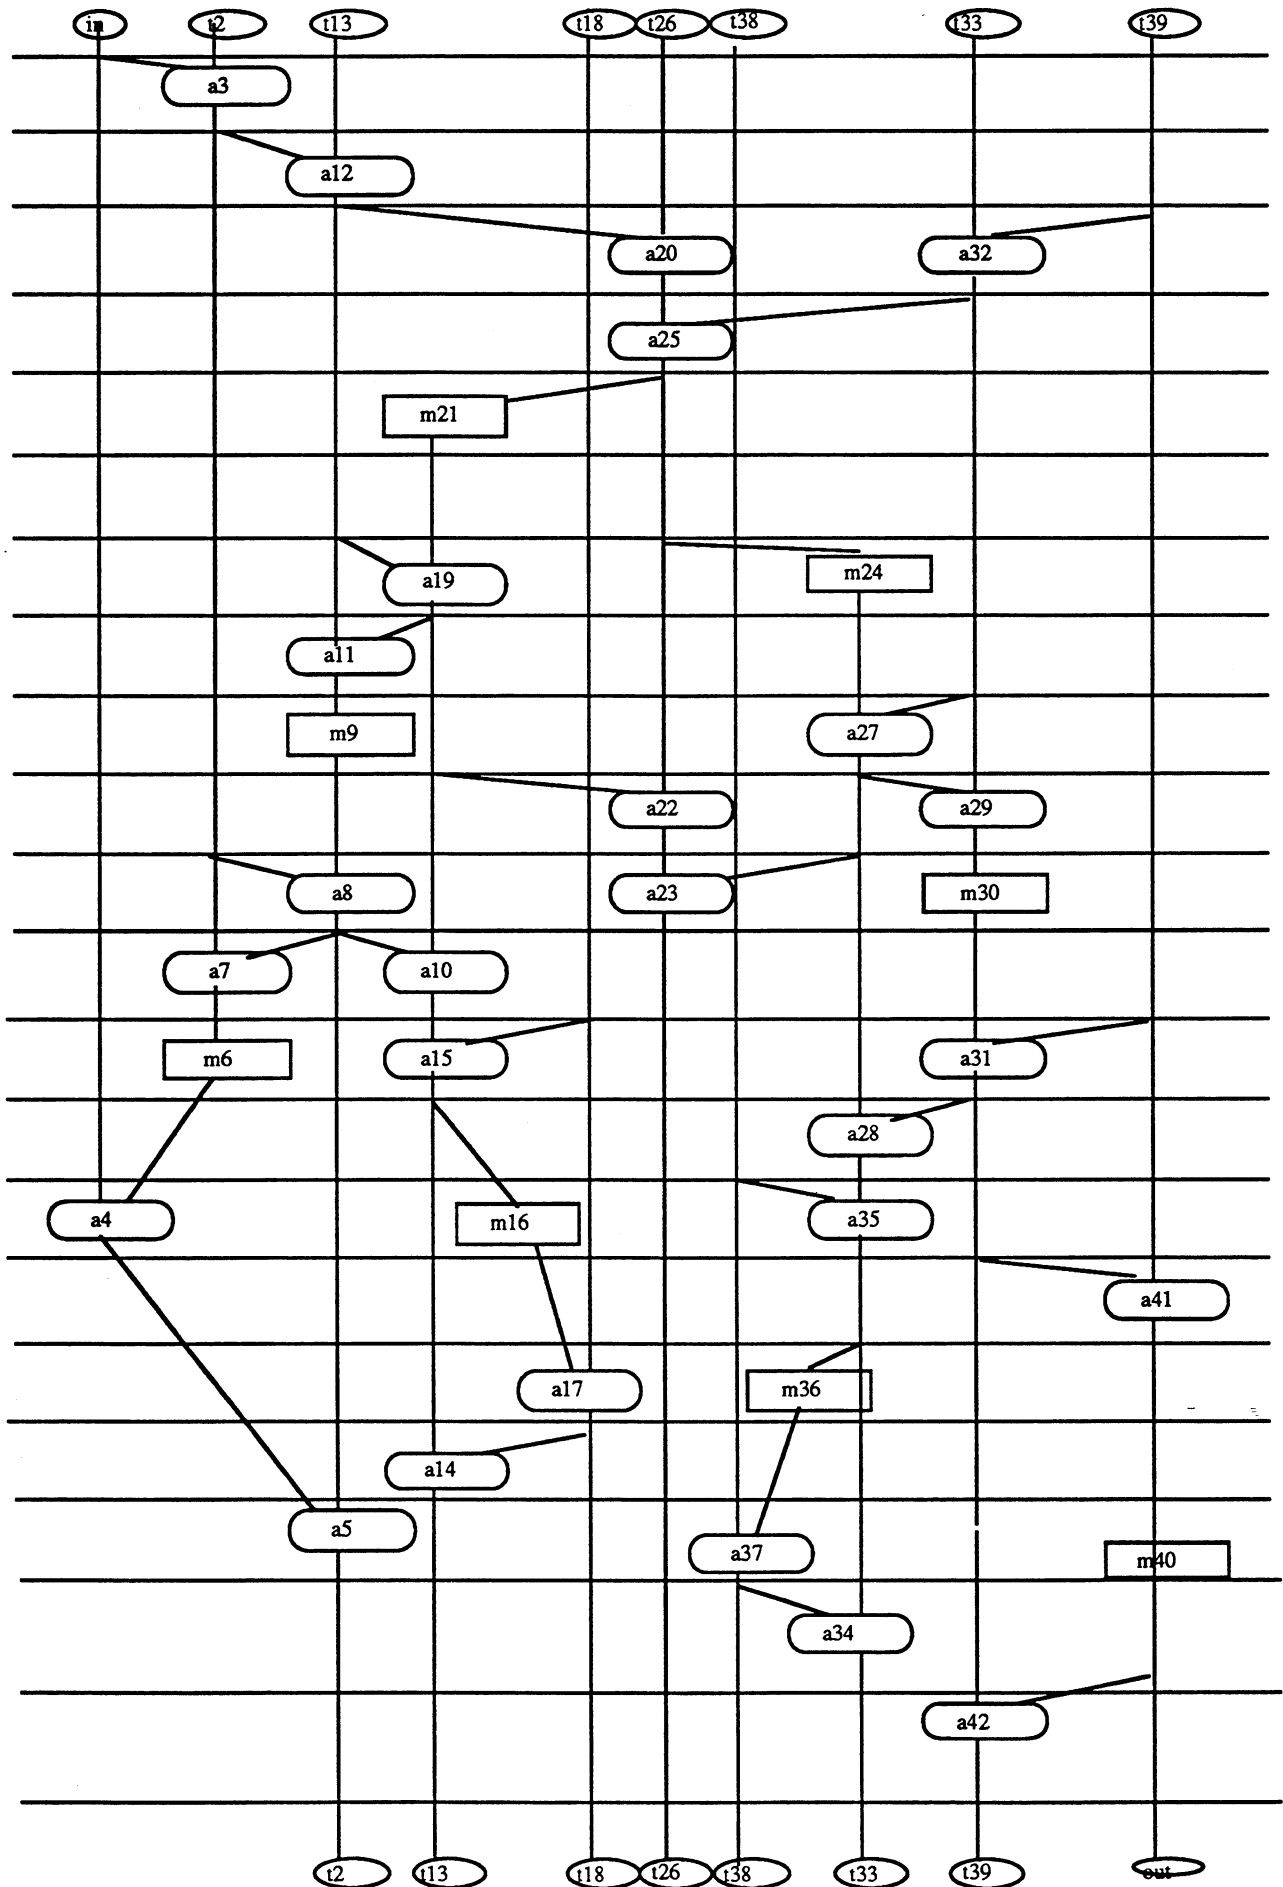 in t2 t13 t18 t26 t38 t33 t39
a3
a12
a20 a32
a25
m21
a19 m24
a11
m9 a27
a22 a29
a8 a23 m30
a7 a10
m6 a15 a31
a28
a4 m16 a35
a41
a17 m36
a14
a5 a37 m40
a34
a42
t2 t13 t18 t26 t38 t33 t39 out